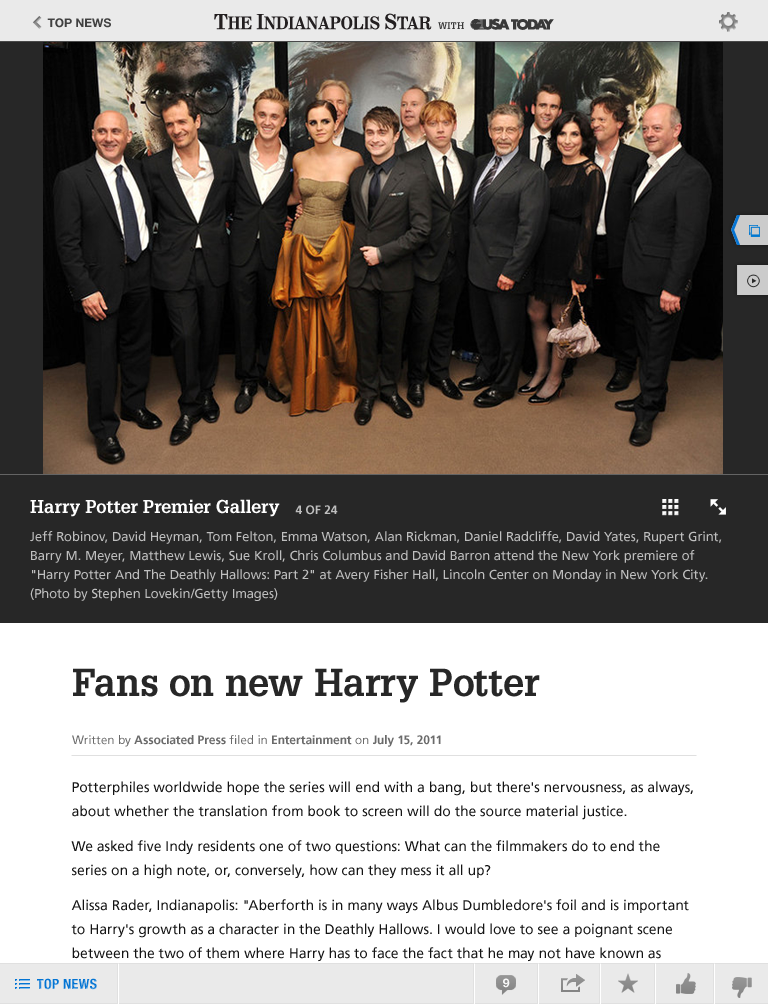 TOP NEWS
THE INDIANAPOLIS STAR WITH USA TODAY
Harry Potter Premier Gallery 4 OF 24
Jeff Robinov, David Heyman, Tom Felton, Emma Watson, Alan Rickman, Daniel Radcliffe, David Yates, Rupert Grint,
Barry M. Meyer, Matthew Lewis, Sue Kroll, Chris Columbus and David Barron attend the New York premiere of
"Harry Potter And The Deathly Hallows: Part 2" at Avery Fisher Hall, Lincoln Center on Monday in New York City.
(Photo by Stephen Lovekin/Getty Images)
Fans on new Harry Potter
Written by Associated Press filed in Entertainment on July 15, 2011
Potterphiles worldwide hope the series will end with a bang, but there's nervousness, as always,
about whether the translation from book to screen will do the source material justice.
We asked five Indy residents one of two questions: What can the filmmakers do to end the
series on a high note, or, conversely, how can they mess it all up?
Alissa Rader, Indianapolis: "Aberforth is in many ways Albus Dumbledore's foil and is important
to Harry's growth as a character in the Deathly Hallows. I would love to see a poignant scene
between the two of them where Harry has to face the fact that he may not have known as
TOP NEWS
9